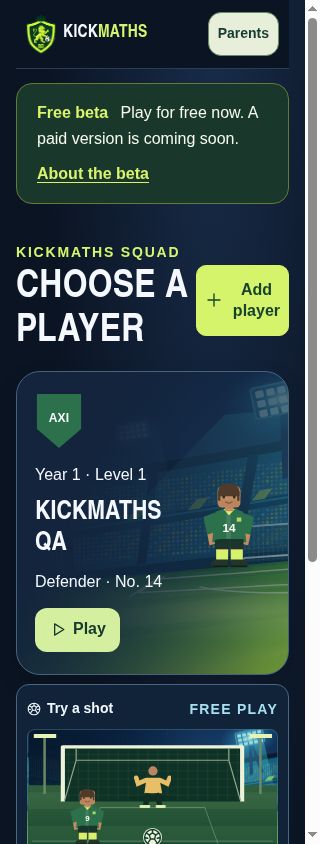 KICKMATHS
Parents
Free beta Play for free now. A
paid version is coming soon.
About the beta
KICKMATHS SQUAD
CHOOSE A
PLAYER
Add
player
AXI
Year 1 · Level 1
KICKMATHS
QA
14
Defender · No. 14
Play
Try a shot
FREE PLAY
9